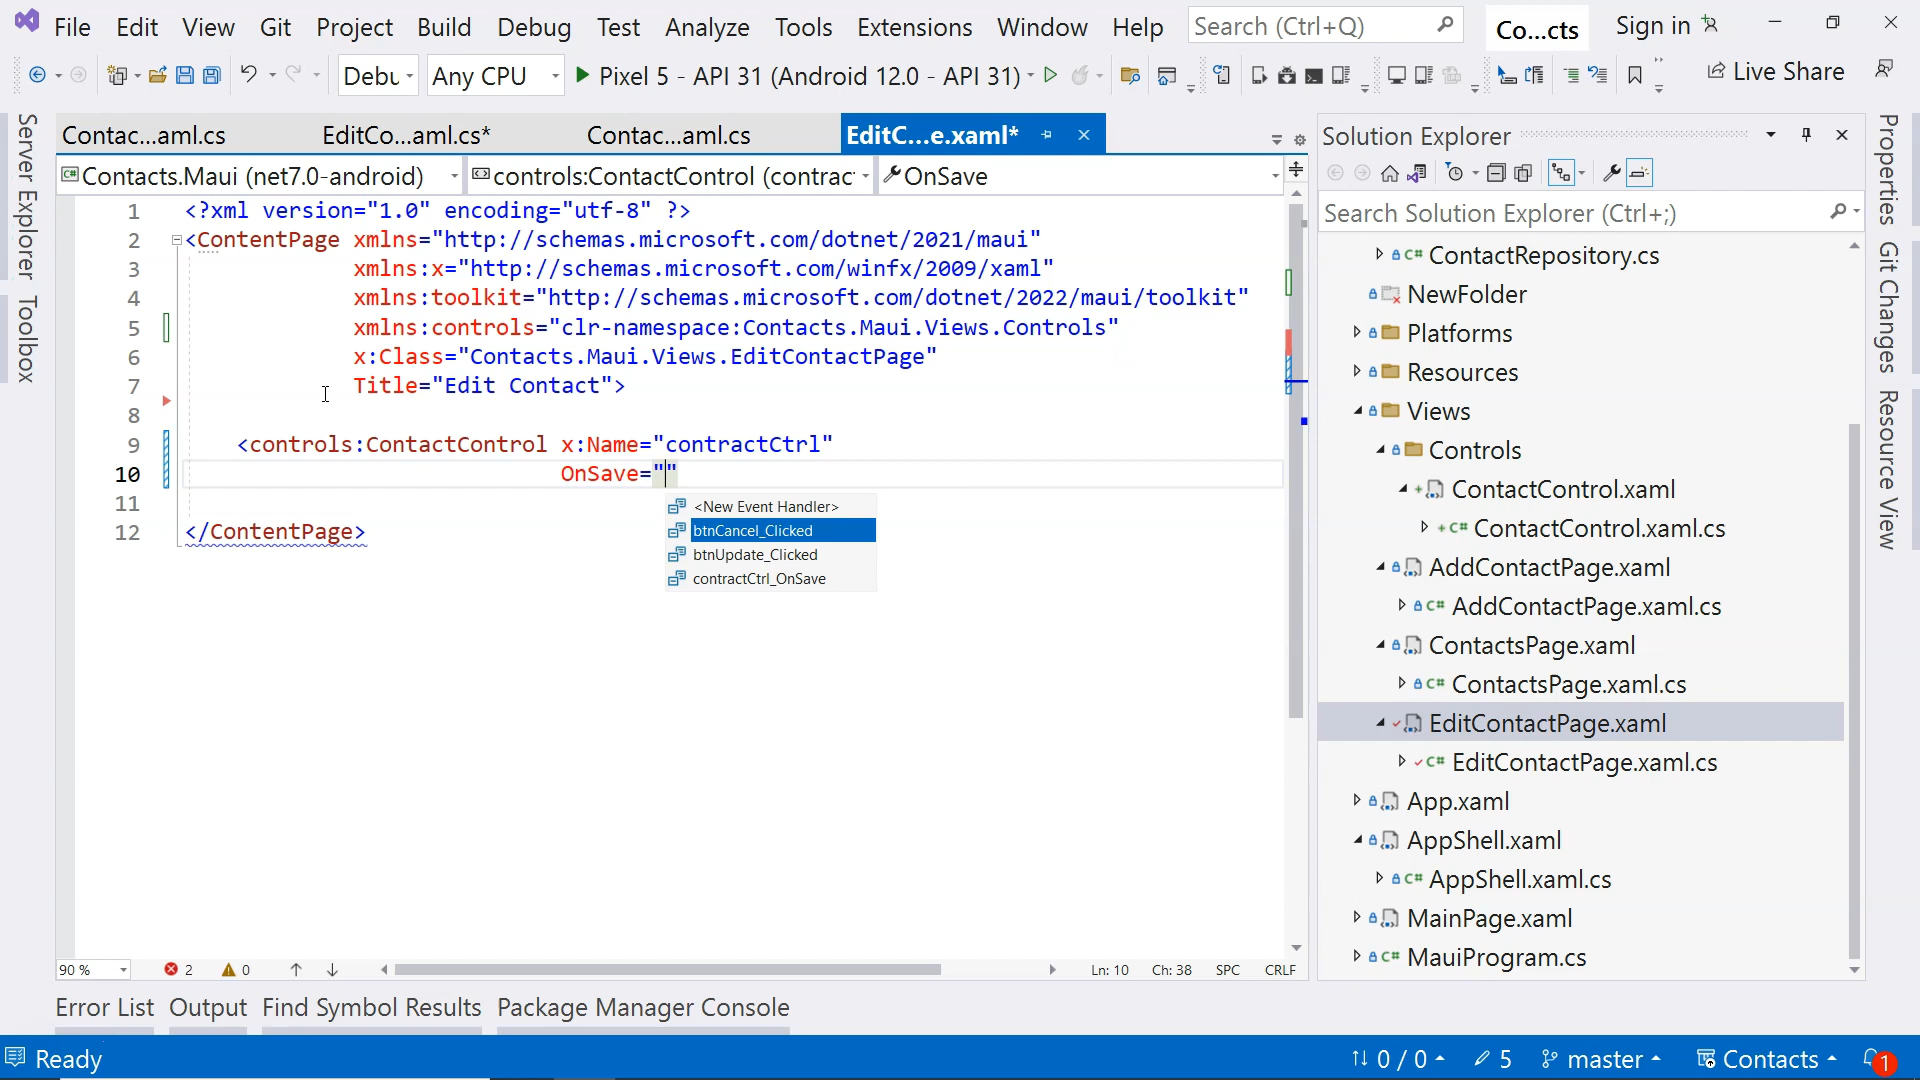 File Edit View Git Project Build Debug Test Analyze Tools Extensions Window Help Search (Ctrl+Q) Co...cts Sign in
Debu Any CPU Pixel 5 - API 31 (Android 12.0 - API 31) Live Share
Server Explorer
Toolbox
Contac...aml.cs EditCo...aml.cs* Contac...aml.cs EditC...e.xaml*
Contacts.Maui (net7.0-android) controls:ContactControl (contrac OnSave
1 <?xml version="1.0" encoding="utf-8" ?>
2 <ContentPage xmlns="http://schemas.microsoft.com/dotnet/2021/maui"
3 xmlns:x="http://schemas.microsoft.com/winfx/2009/xaml"
4 xmlns:toolkit="http://schemas.microsoft.com/dotnet/2022/maui/toolkit"
5 xmlns:controls="clr-namespace:Contacts.Maui.Views.Controls"
6 x:Class="Contacts.Maui.Views.EditContactPage"
7 Title="Edit Contact">
8
9 <controls:ContactControl x:Name="contractCtrl"
10 OnSave=""
11
12 </ContentPage>
<New Event Handler>
btnCancel_Clicked
btnUpdate_Clicked
contractCtrl_OnSave
90 % 2 0 Ln: 10 Ch: 38 SPC CRLF
Solution Explorer
Search Solution Explorer (Ctrl+;)
C# ContactRepository.cs
NewFolder
Platforms
Resources
Views
Controls
ContactControl.xaml
C# ContactControl.xaml.cs
AddContactPage.xaml
C# AddContactPage.xaml.cs
ContactsPage.xaml
C# ContactsPage.xaml.cs
EditContactPage.xaml
C# EditContactPage.xaml.cs
App.xaml
AppShell.xaml
C# AppShell.xaml.cs
MainPage.xaml
C# MauiProgram.cs
Properties
Git Changes
Resource View
Error List Output Find Symbol Results Package Manager Console
Ready 0 / 0 5 master Contacts 1